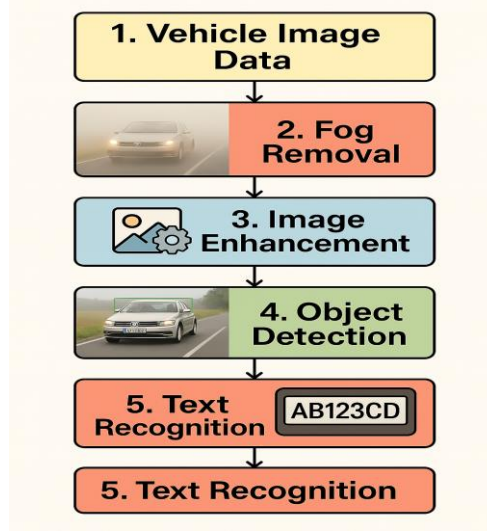 1. Vehicle Image
Data
2. Fog
Removal
3. Image
Enhancement
4. Object
Detection
5. Text
Recognition
AB123CD
5. Text Recognition